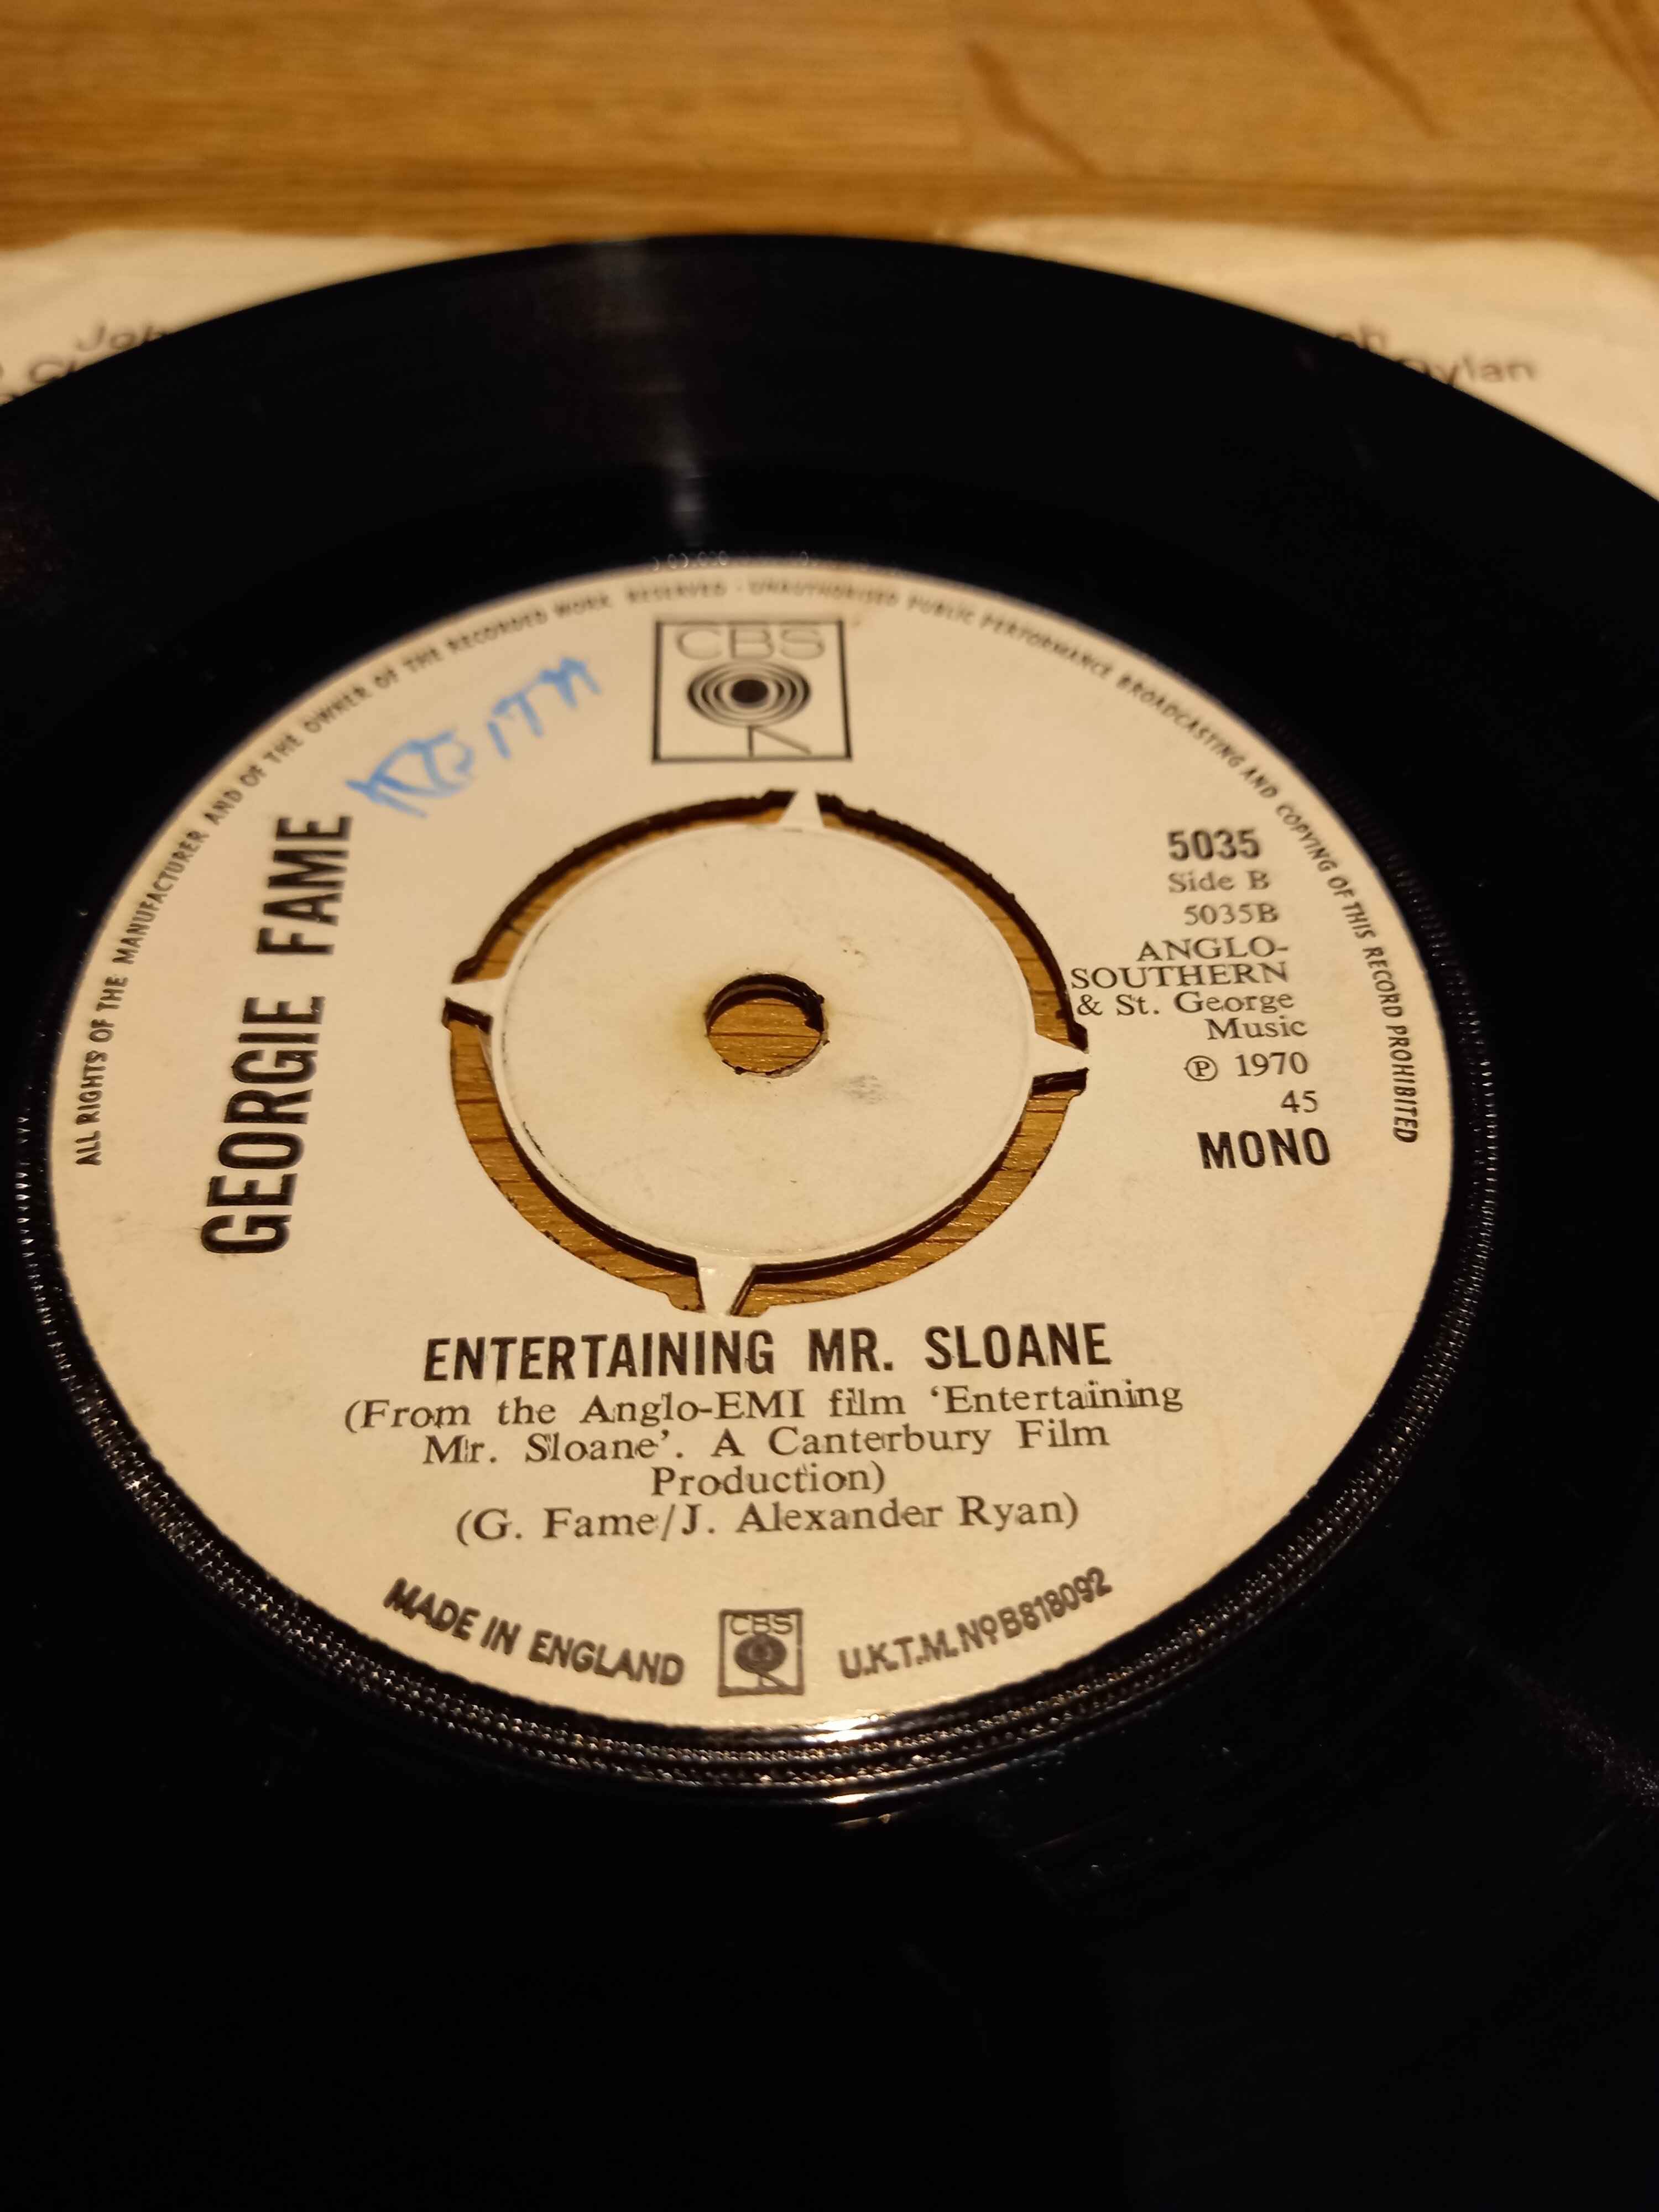 ALL RIGHTS OF THE MANUFACTURER AND OF THE OWNER OF THE RECORDED WORK RESERVED · UNAUTHORISED PUBLIC PERFORMANCE BROADCASTING AND COPYING OF THIS RECORD PROHIBITED
CBS
KEITH
GEORGIE FAME
5035
Side B
5035B
ANGLO-
SOUTHERN
& St. George
Music
℗ 1970
45
MONO
ENTERTAINING MR. SLOANE
(From the Anglo-EMI film ‘Entertaining
Mr. Sloane’. A Canterbury Film
Production)
(G. Fame/J. Alexander Ryan)
MADE IN ENGLAND
CBS
U.K.T.M. Nº B818092